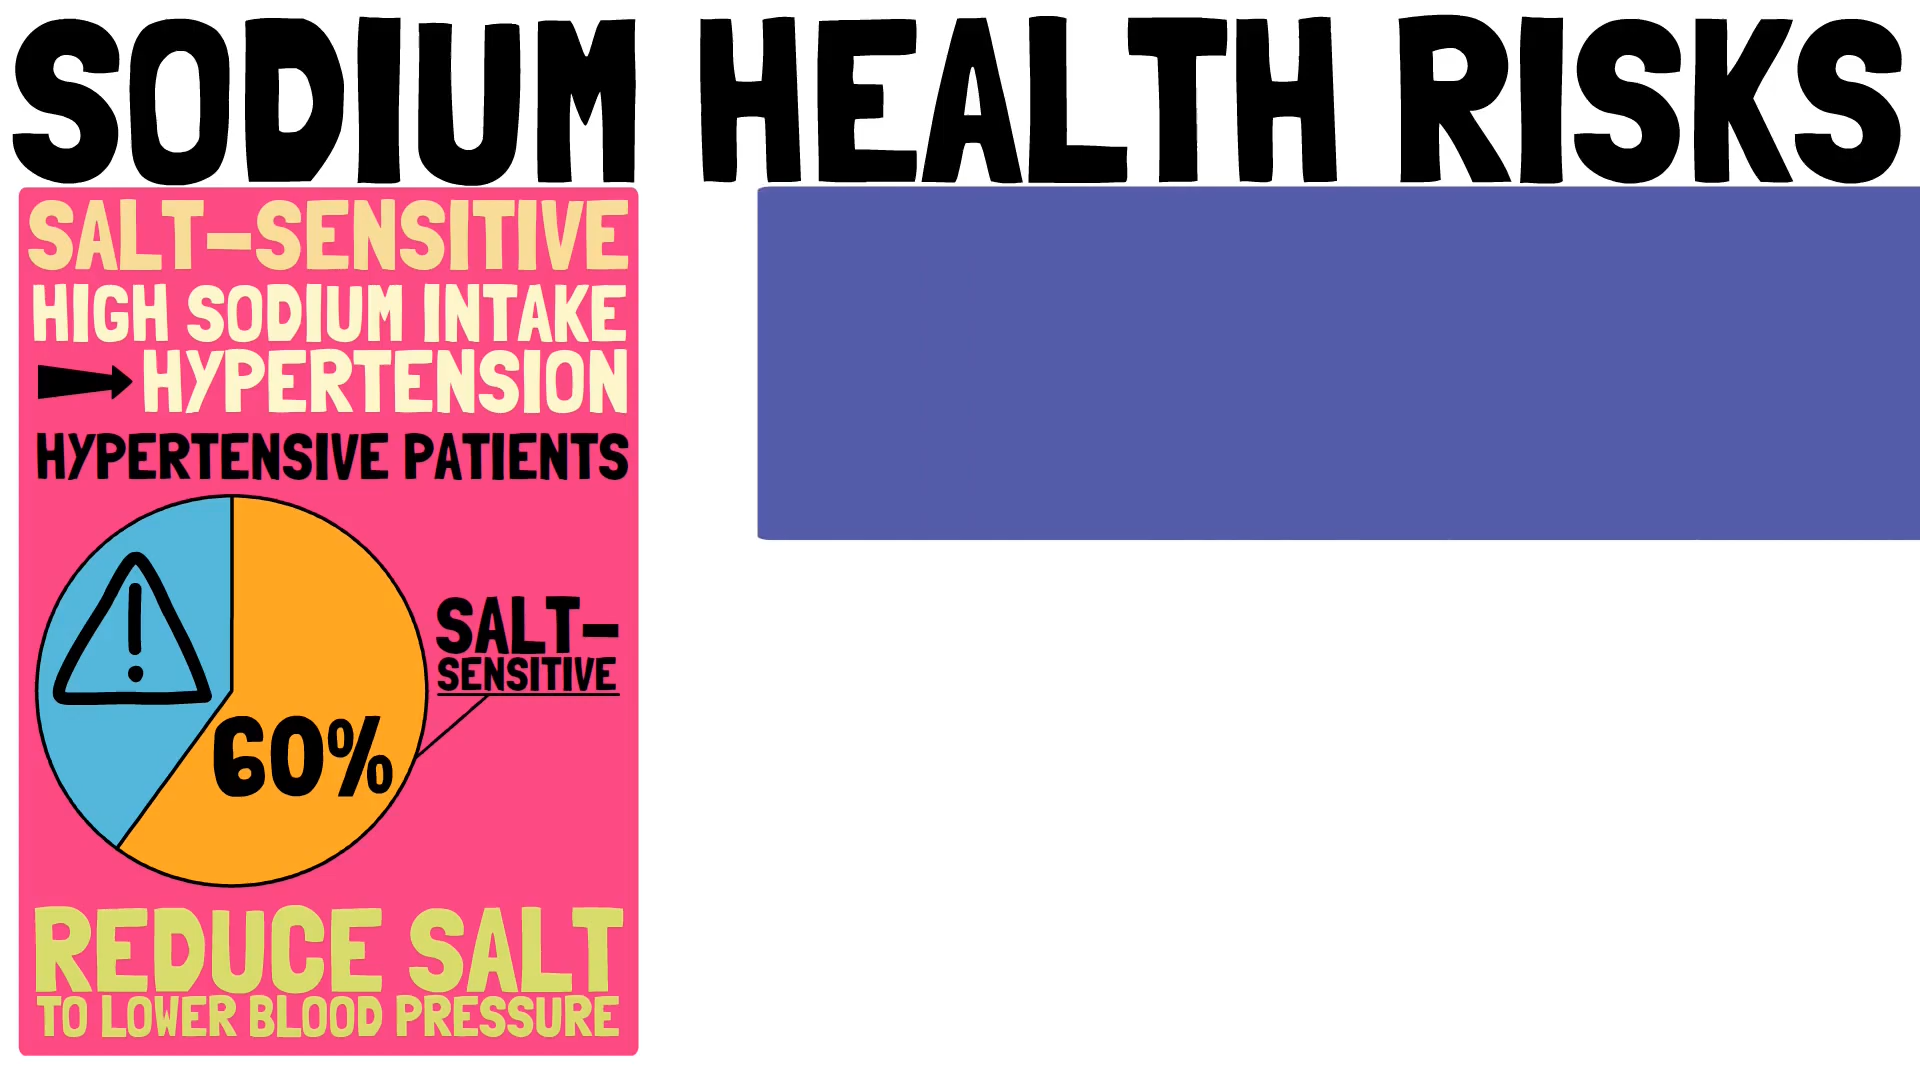 SODIUM HEALTH RISKS
SALT-SENSITIVE
HIGH SODIUM INTAKE
HYPERTENSION
HYPERTENSIVE PATIENTS
SALT-
SENSITIVE
60%
REDUCE SALT
TO LOWER BLOOD PRESSURE